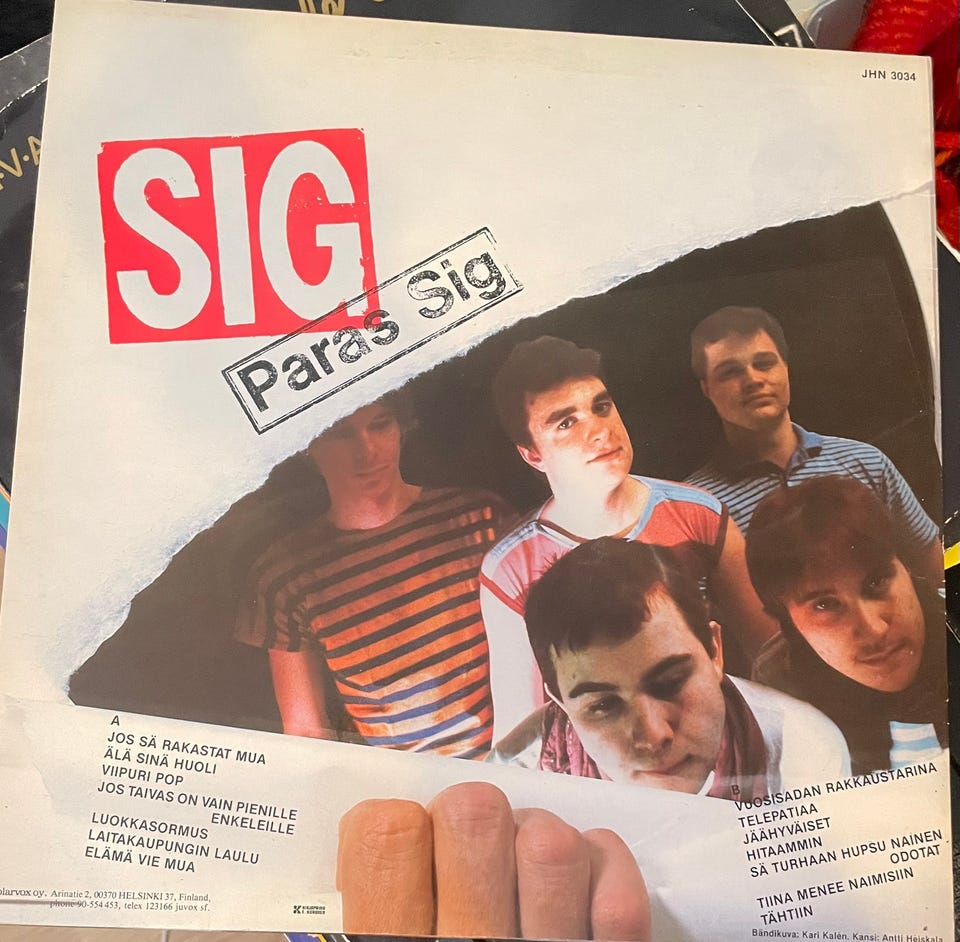 JHN 3034
SIG
Paras Sig
A
JOS SÄ RAKASTAT MUA
ÄLÄ SINÄ HUOLI
VIIPURI POP
JOS TAIVAS ON VAIN PIENILLE
ENKELEILLE
LUOKKASORMUS
LAITAKAUPUNGIN LAULU
ELÄMÄ VIE MUA
B
VUOSISADAN RAKKAUSTARINA
TELEPATIAA
JÄÄHYVÄISET
HITAAMMIN
SÄ TURHAAN HUPSU NAINEN
ODOTAT
TIINA MENEE NAIMISIIN
TÄHTIIN
Bändikuva: Kari Kalén. Kansi: Antti Heiskala
oy. Arinatie 2, 00370 HELSINKI 37, Finland,
phone 90-554 453, telex 123166 juvox sf.